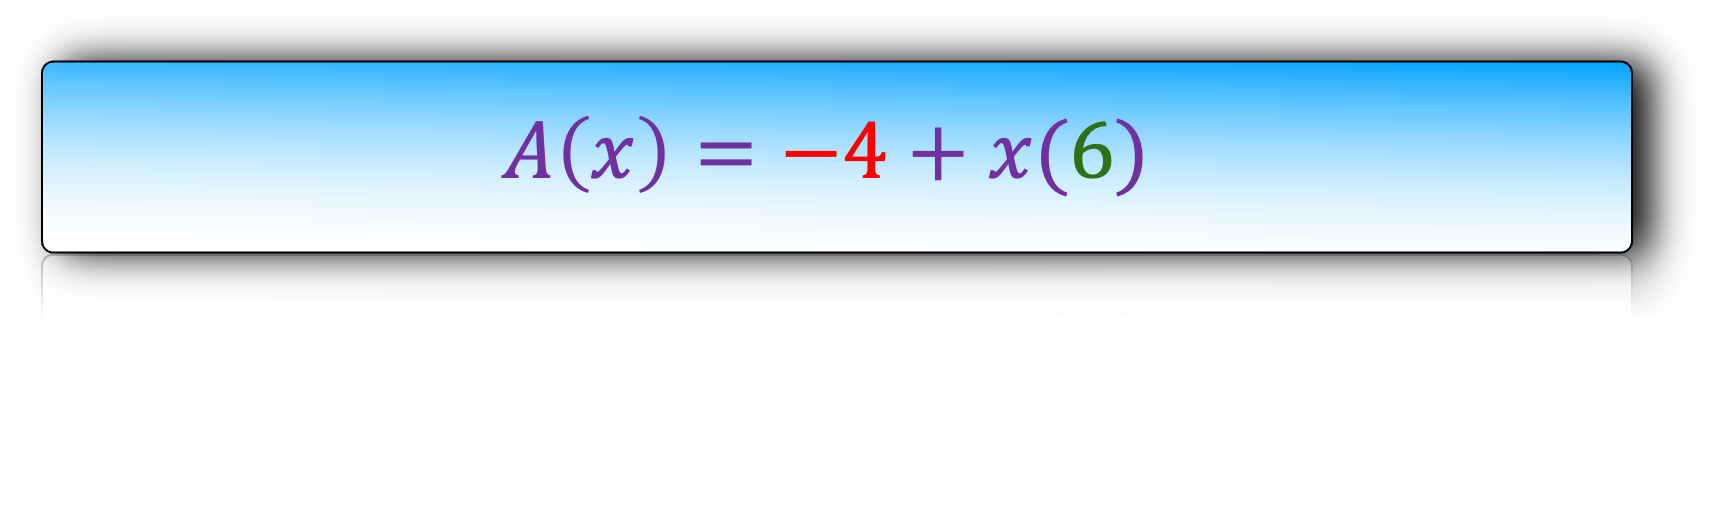 A(x) = −4 + x(6)